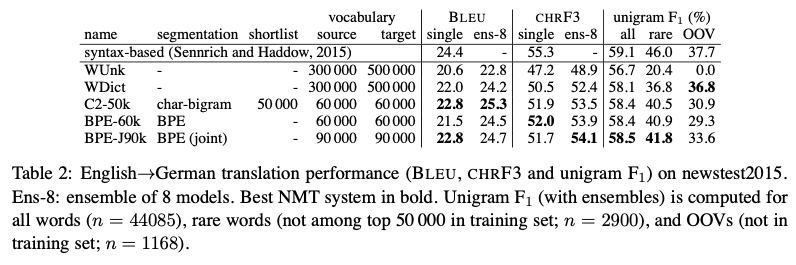 vocabulary BLEU CHRF3 unigram F1 (%)
name segmentation shortlist source target single ens-8 single ens-8 all rare OOV
syntax-based (Sennrich and Haddow, 2015) 24.4 - 55.3 - 59.1 46.0 37.7
WUnk - - 300 000 500 000 20.6 22.8 47.2 48.9 56.7 20.4 0.0
WDict - - 300 000 500 000 22.0 24.2 50.5 52.4 58.1 36.8 36.8
C2-50k char-bigram 50 000 60 000 60 000 22.8 25.3 51.9 53.5 58.4 40.5 30.9
BPE-60k BPE - 60 000 60 000 21.5 24.5 52.0 53.9 58.4 40.9 29.3
BPE-J90k BPE (joint) - 90 000 90 000 22.8 24.7 51.7 54.1 58.5 41.8 33.6
Table 2: English→German translation performance (BLEU, CHRF3 and unigram F1) on newstest2015.
Ens-8: ensemble of 8 models. Best NMT system in bold. Unigram F1 (with ensembles) is computed for
all words (n = 44085), rare words (not among top 50 000 in training set; n = 2900), and OOVs (not in
training set; n = 1168).